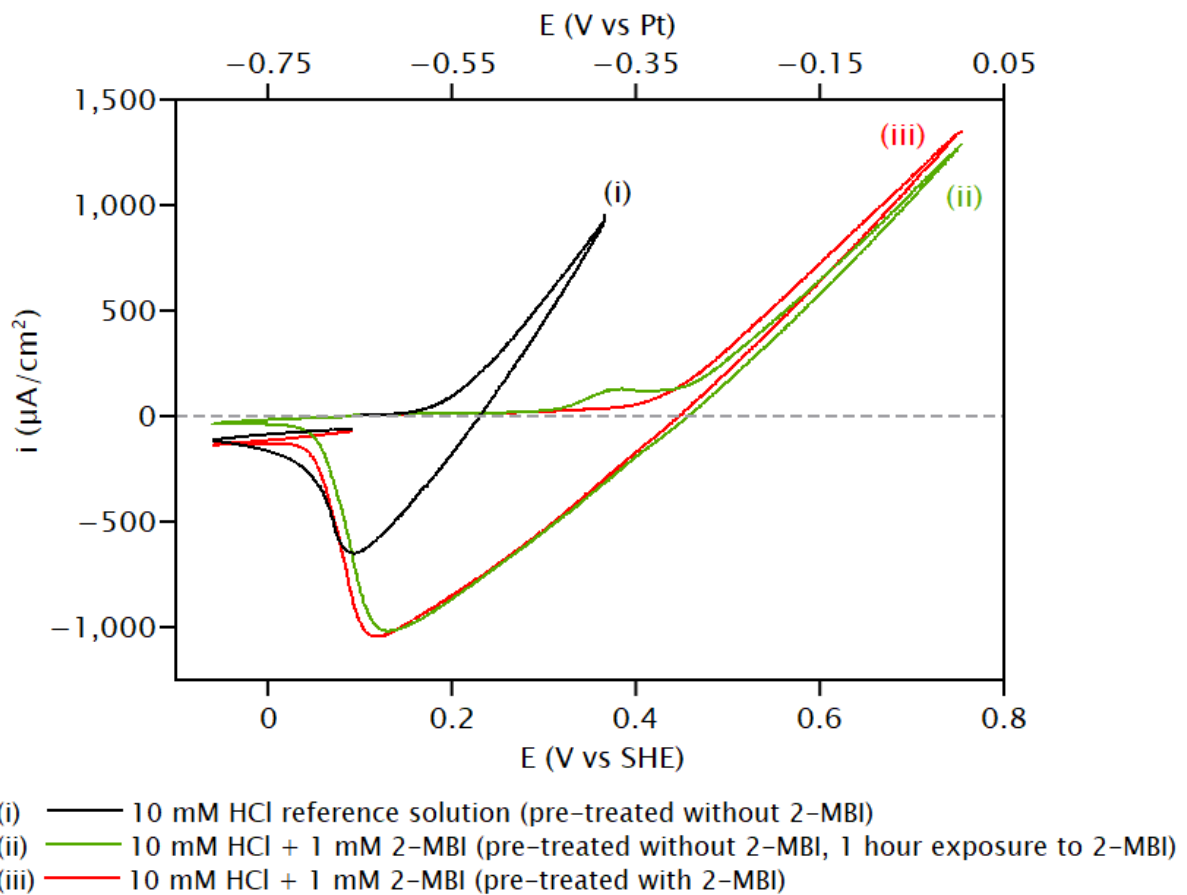 E (V vs Pt)
−0.75 −0.55 −0.35 −0.15 0.05
1,500
1,000
500
0
−500
−1,000
i (µA/cm²)
(i)
(iii)
(ii)
0 0.2 0.4 0.6 0.8
E (V vs SHE)
(i) 10 mM HCl reference solution (pre-treated without 2-MBI)
(ii) 10 mM HCl + 1 mM 2-MBI (pre-treated without 2-MBI, 1 hour exposure to 2-MBI)
(iii) 10 mM HCl + 1 mM 2-MBI (pre-treated with 2-MBI)